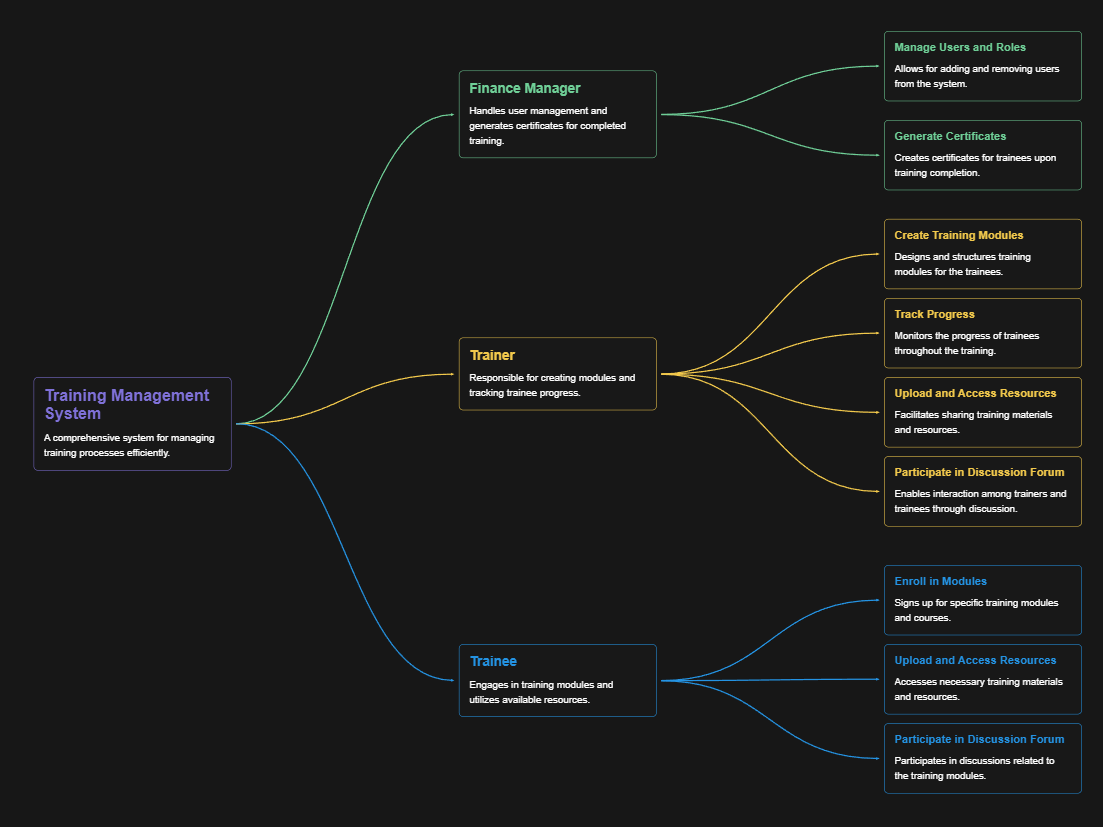 Training Management
System
A comprehensive system for managing
training processes efficiently.
Finance Manager
Handles user management and
generates certificates for completed
training.
Manage Users and Roles
Allows for adding and removing users
from the system.
Generate Certificates
Creates certificates for trainees upon
training completion.
Trainer
Responsible for creating modules and
tracking trainee progress.
Create Training Modules
Designs and structures training
modules for the trainees.
Track Progress
Monitors the progress of trainees
throughout the training.
Upload and Access Resources
Facilitates sharing training materials
and resources.
Participate in Discussion Forum
Enables interaction among trainers and
trainees through discussion.
Trainee
Engages in training modules and
utilizes available resources.
Enroll in Modules
Signs up for specific training modules
and courses.
Upload and Access Resources
Accesses necessary training materials
and resources.
Participate in Discussion Forum
Participates in discussions related to
the training modules.